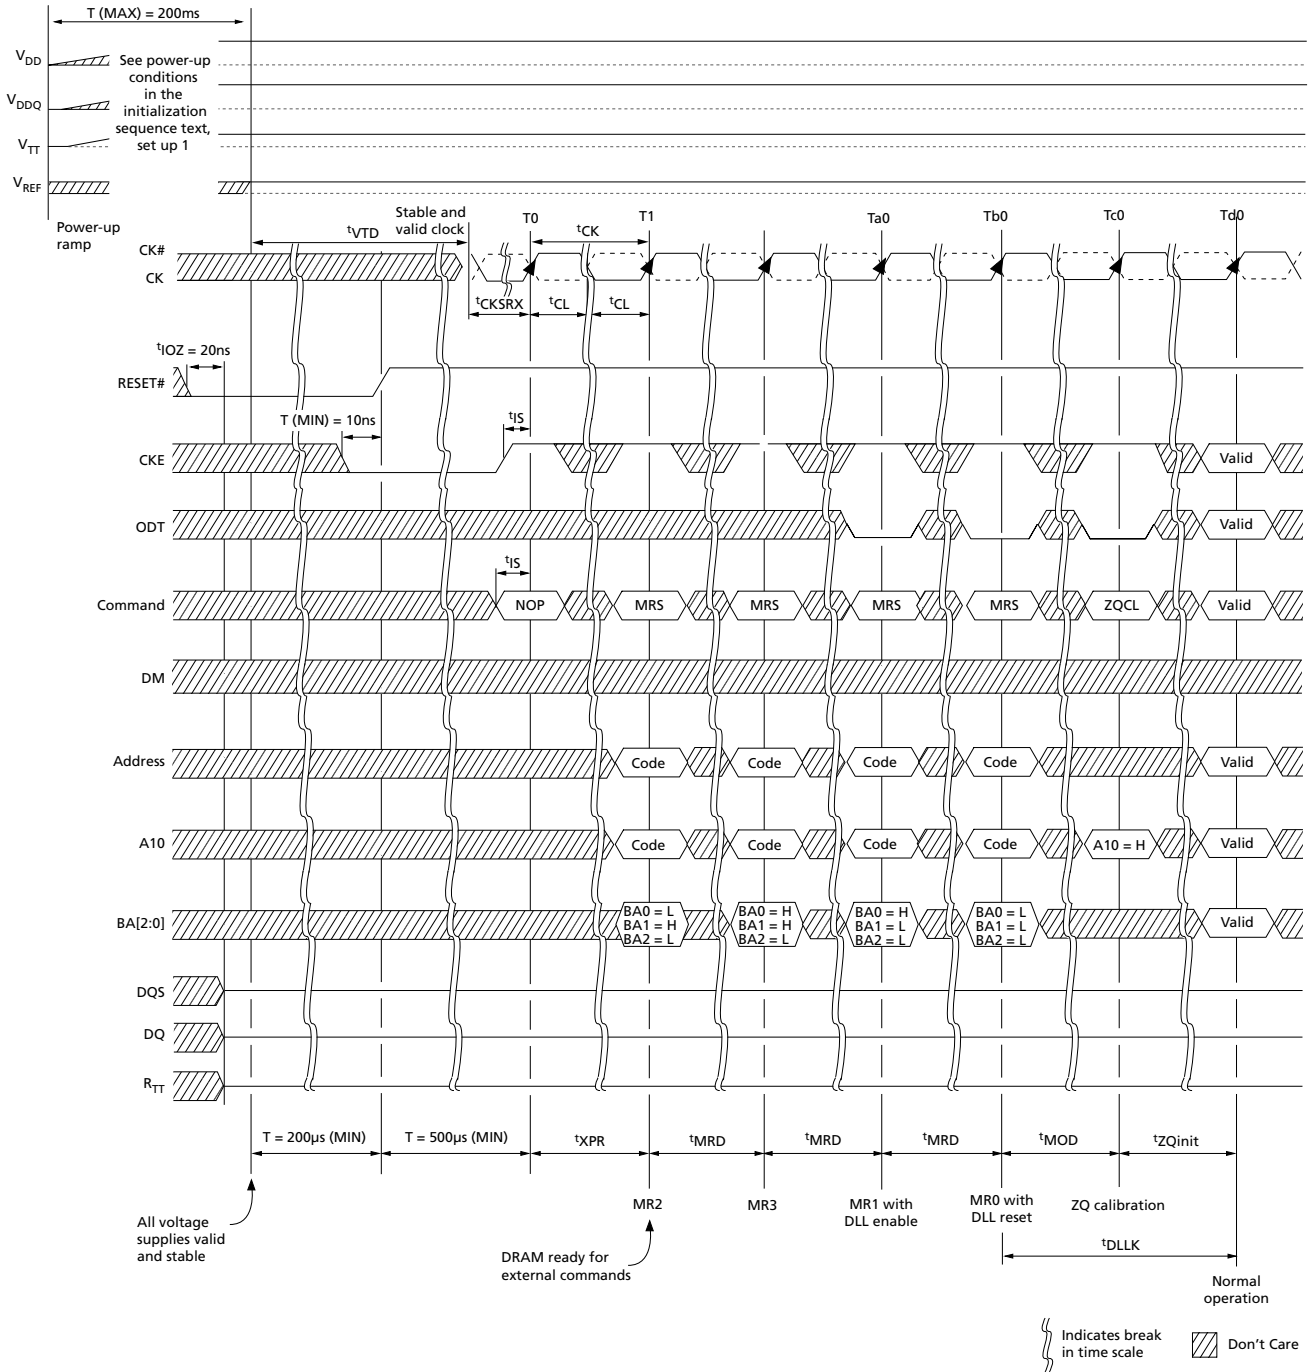 T (MAX) = 200ms
VDD
See power-up
conditions
in the
initialization
sequence text,
set up 1
VDDQ
VTT
VREF
Power-up
ramp
Stable and
valid clock
T0
T1
Ta0
Tb0
Tc0
Td0
tVTD
tCK
CK#
CK
tCKSRX
tCL
tCL
tIOZ = 20ns
RESET#
T (MIN) = 10ns
tIS
CKE
Valid
ODT
Valid
tIS
Command
NOP
MRS
MRS
MRS
MRS
ZQCL
Valid
DM
Address
Code
Code
Code
Code
Valid
A10
Code
Code
Code
Code
A10 = H
Valid
BA[2:0]
BA0 = L
BA1 = H
BA2 = L
BA0 = H
BA1 = H
BA2 = L
BA0 = H
BA1 = L
BA2 = L
BA0 = L
BA1 = L
BA2 = L
Valid
DQS
DQ
RTT
T = 200µs (MIN)
T = 500µs (MIN)
tXPR
tMRD
tMRD
tMRD
tMOD
tZQinit
MR2
MR3
MR1 with
DLL enable
MR0 with
DLL reset
ZQ calibration
All voltage
supplies valid
and stable
DRAM ready for
external commands
tDLLK
Normal
operation
Indicates break
in time scale
Don't Care